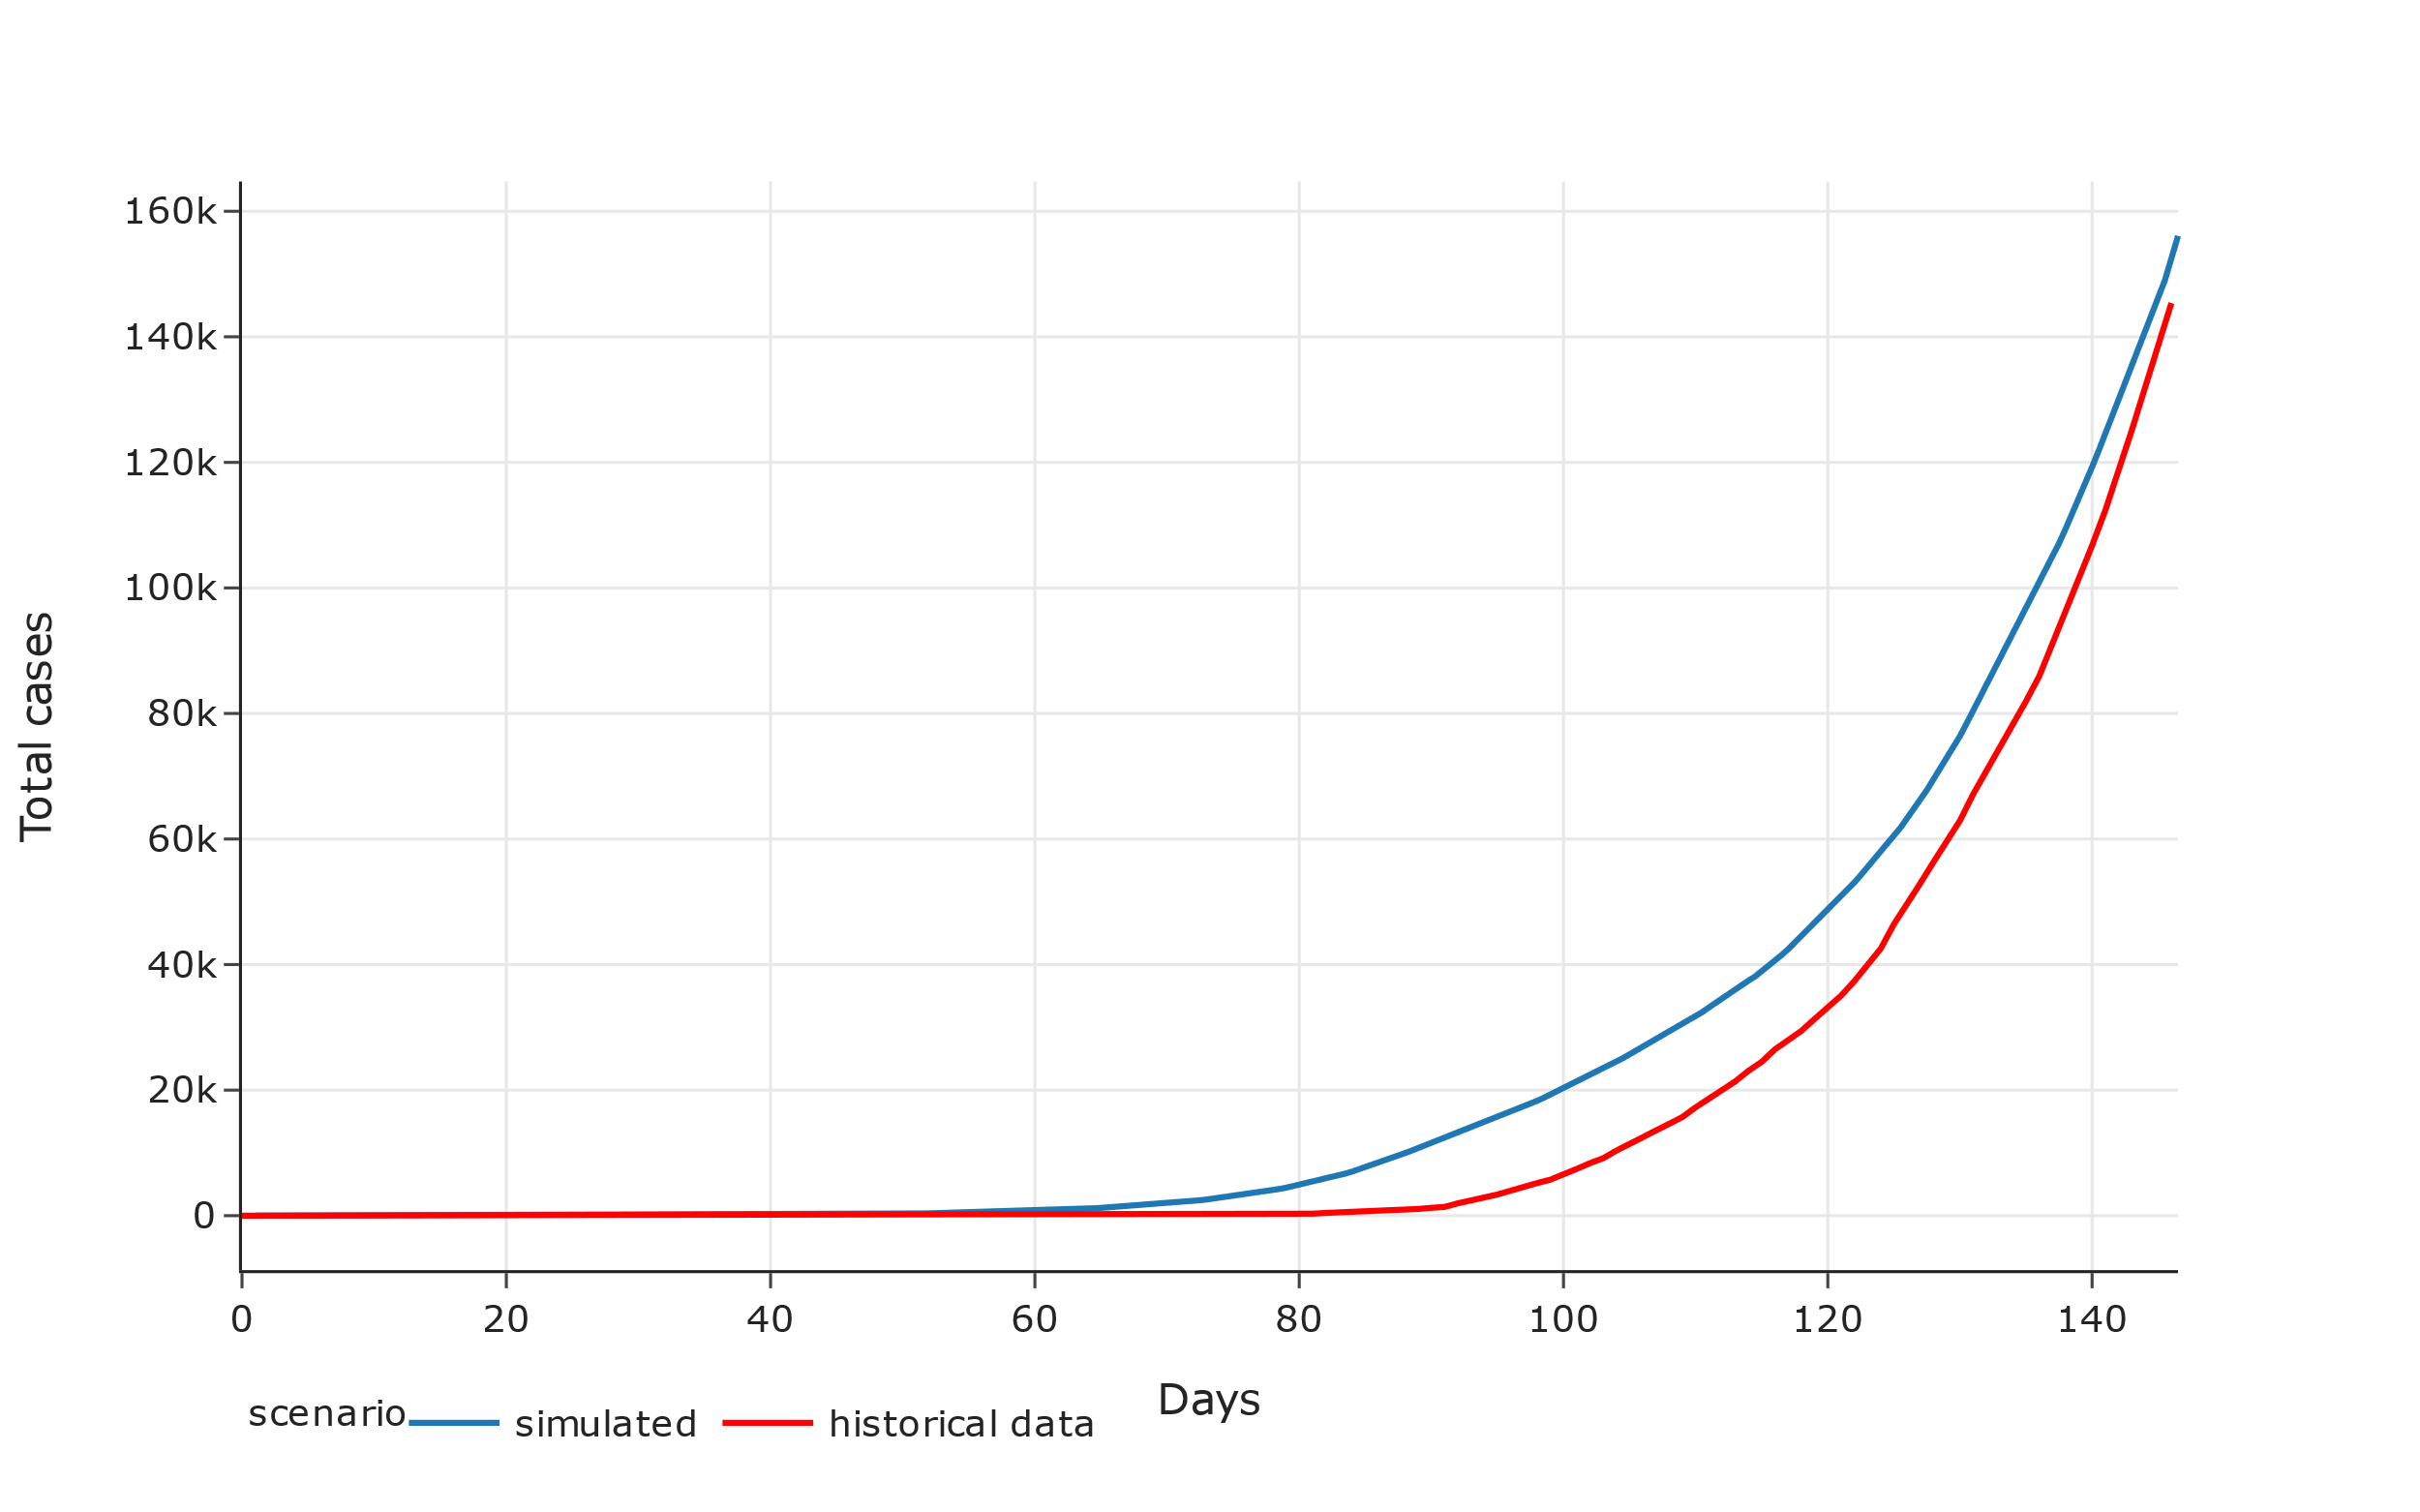 160k
140k
120k
100k
80k
60k
40k
20k
0
Total cases
0 20 40 60 80 100 120 140
Days
scenario simulated historical data